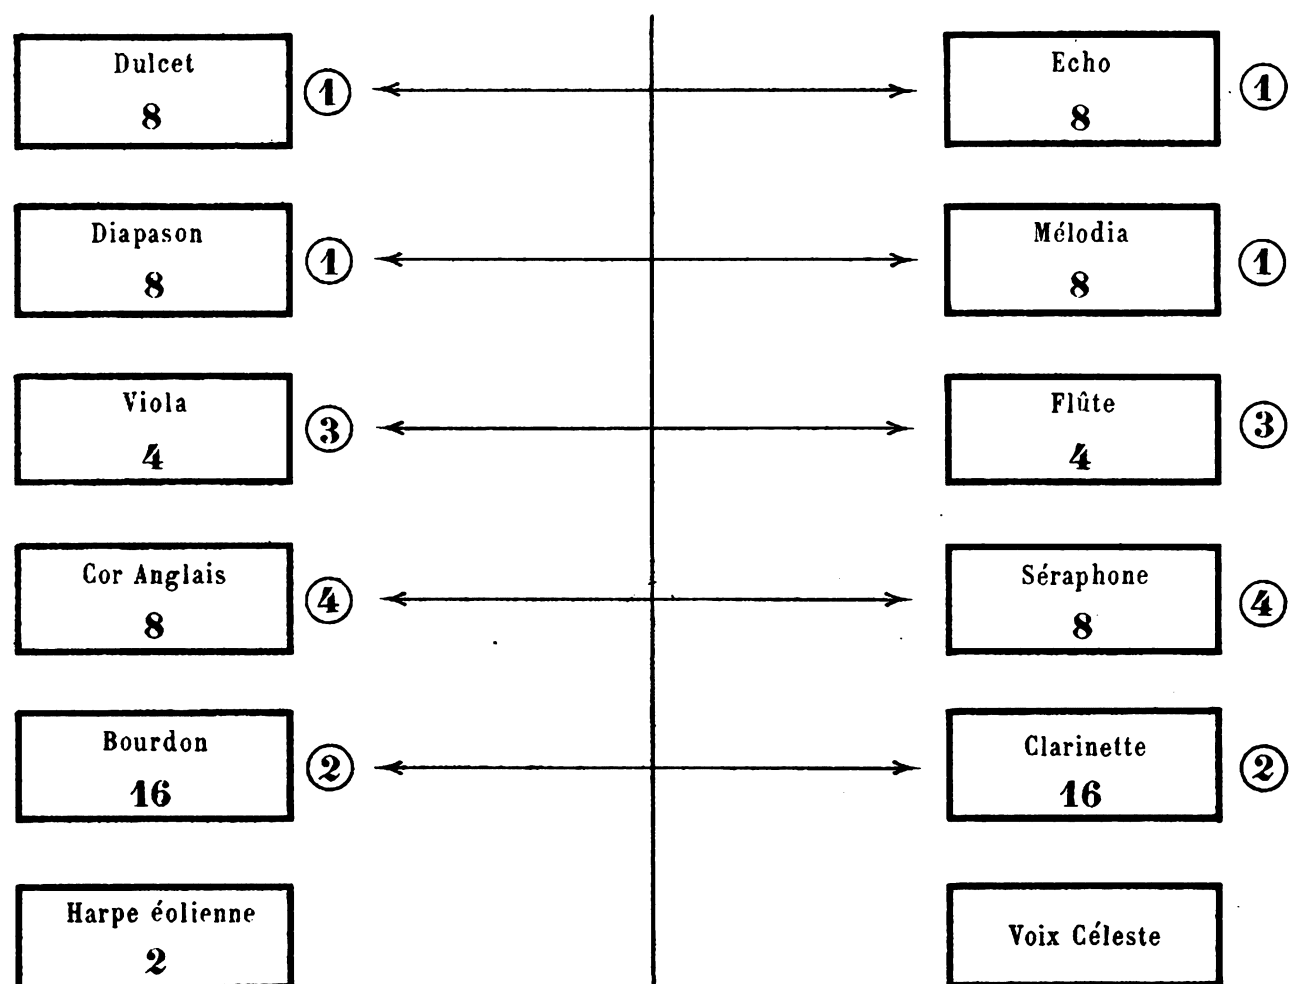 Dulcet
8
①
Echo
8
①
Diapason
8
①
Mélodia
8
①
Viola
4
③
Flûte
4
③
Cor Anglais
8
④
Séraphone
8
④
Bourdon
16
②
Clarinette
16
②
Harpe éolienne
2
Voix Céleste